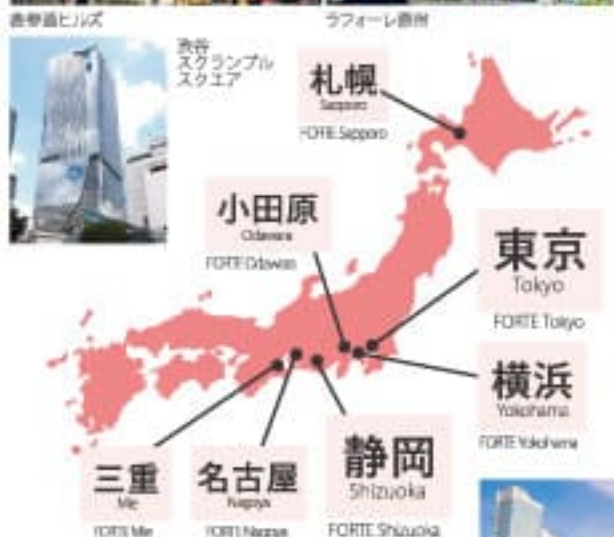 表参道ヒルズ
ラフォーレ原宿
渋谷
スクランブル
スクエア
札幌
Sapporo
FORTE Sapporo
小田原
Odawara
FORTE Odawara
東京
Tokyo
FORTE Tokyo
横浜
Yokohama
FORTE Yokohama
三重
Mie
FORTE Mie
名古屋
Nagoya
FORTE Nagoya
静岡
Shizuoka
FORTE Shizuoka